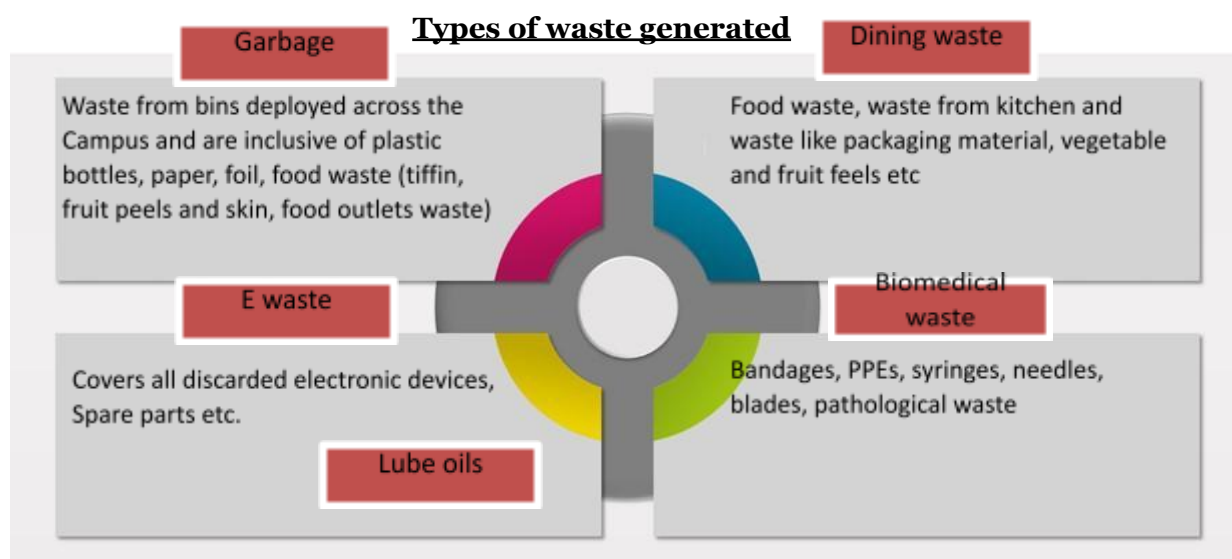 Types of waste generated
Garbage
Waste from bins deployed across the
Campus and are inclusive of plastic
bottles, paper, foil, food waste (tiffin,
fruit peels and skin, food outlets waste)
Dining waste
Food waste, waste from kitchen and
waste like packaging material, vegetable
and fruit feels etc
E waste
Covers all discarded electronic devices,
Spare parts etc.
Lube oils
Biomedical
waste
Bandages, PPEs, syringes, needles,
blades, pathological waste